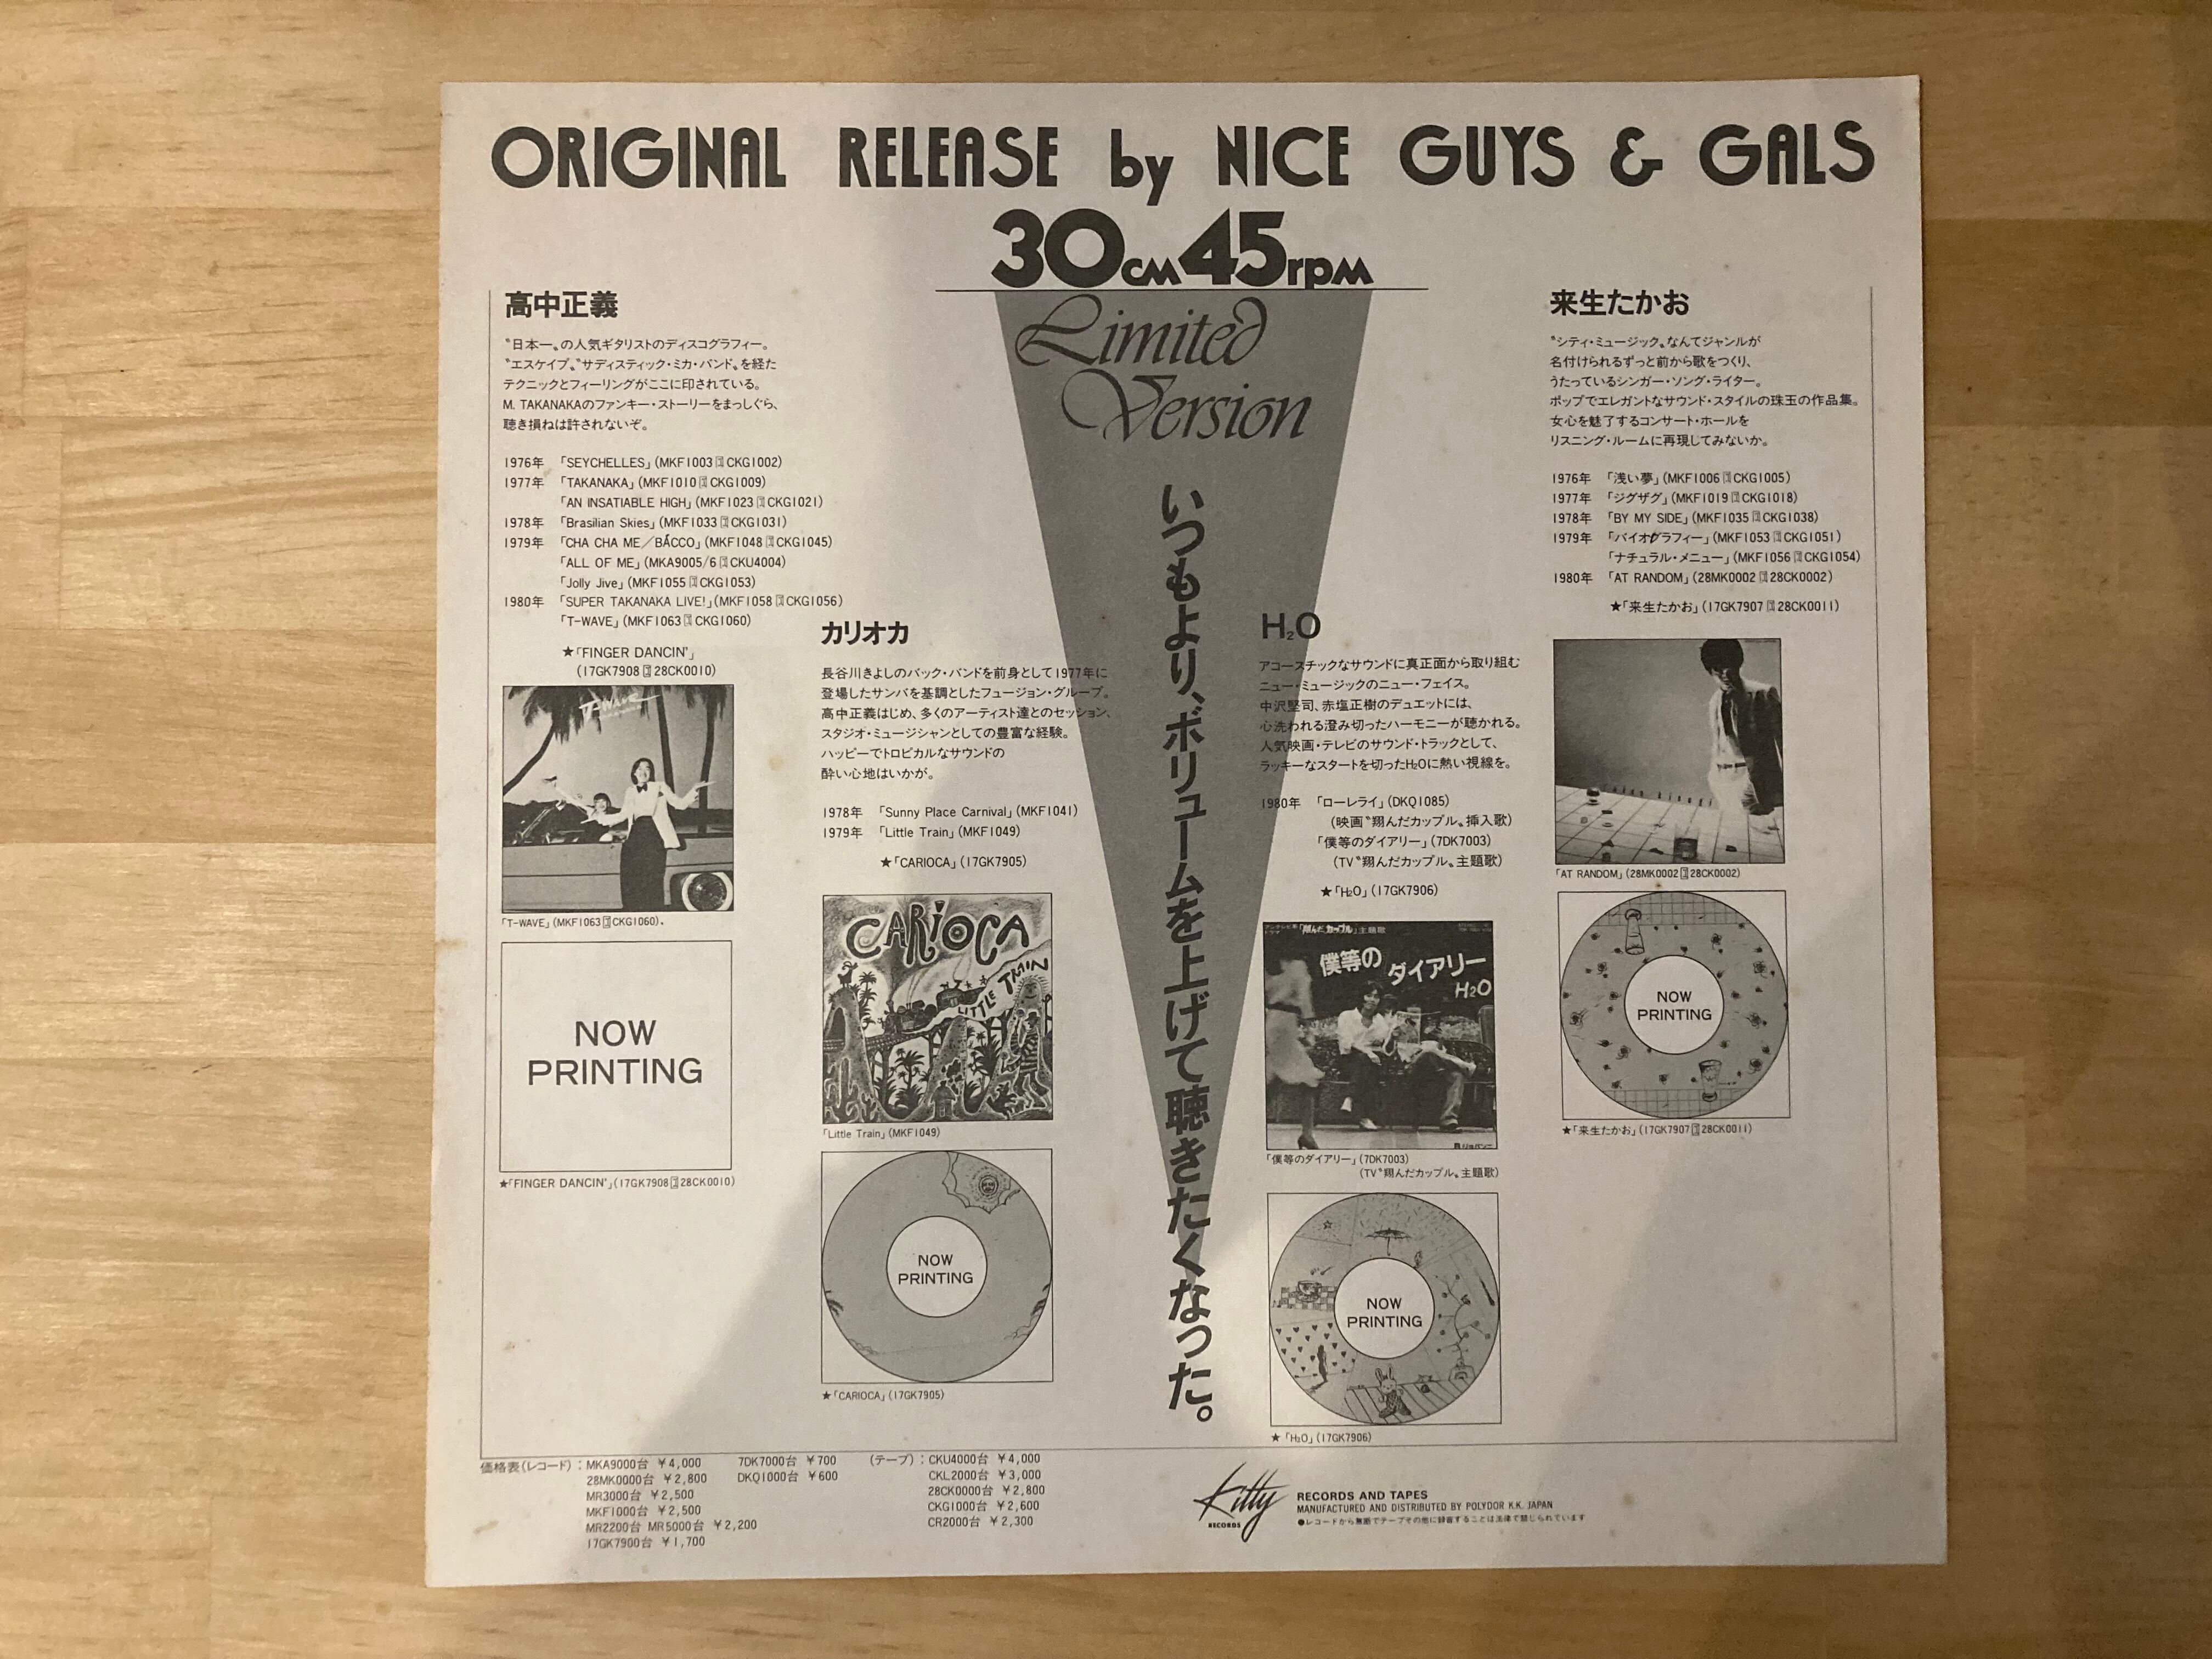 ORIGINAL RELEASE by NICE GUYS & GALS
30CM45rpm
Limited
Version
いつもより、ボリュームを上げて聴きたくなった。
高中正義
〝日本一〟の人気ギタリストのディスコグラフィー。
〝エスケイプ〟〝サディスティック・ミカ・バンド〟を経た
テクニックとフィーリングがここに印されている。
M. TAKANAKAのファンキー・ストーリーをまっしぐら、
聴き損ねは許されないぞ。
1976年 「SEYCHELLES」(MKF1003 CKG1002)
1977年 「TAKANAKA」(MKF1010 CKG1009)
「AN INSATIABLE HIGH」(MKF1023 CKG1021)
1978年 「Brasilian Skies」(MKF1033 CKG1031)
1979年 「CHA CHA ME／BACCO」(MKF1048 CKG1045)
「ALL OF ME」(MKA9005/6 CKU4004)
「Jolly Jive」(MKF1055 CKG1053)
1980年 「SUPER TAKANAKA LIVE!」(MKF1058 CKG1056)
「T-WAVE」(MKF1063 CKG1060)
★「FINGER DANCIN'」
(17GK7908 28CK0010)
T-WAVE
「T-WAVE」(MKF1063 CKG1060).
NOW
PRINTING
★「FINGER DANCIN'」(17GK7908 28CK0010)
カリオカ
長谷川きよしのバック・バンドを前身として1977年に
登場したサンバを基調としたフュージョン・グループ。
高中正義はじめ、多くのアーティスト達とのセッション、
スタジオ・ミュージシャンとしての豊富な経験。
ハッピーでトロピカルなサウンドの
酔い心地はいかが。
1978年 「Sunny Place Carnival」(MKF1041)
1979年 「Little Train」(MKF1049)
★「CARIOCA」(17GK7905)
CARIOCA
LITTLE TRAIN
「Little Train」(MKF1049)
NOW
PRINTING
★「CARIOCA」(17GK7905)
H₂O
アコースチックなサウンドに真正面から取り組む
ニュー・ミュージックのニュー・フェイス。
中沢堅司、赤塩正樹のデュエットには、
心洗われる澄み切ったハーモニーが聴かれる。
人気映画・テレビのサウンド・トラックとして、
ラッキーなスタートを切ったH₂Oに熱い視線を。
1980年 「ローレライ」(DKQ1085)
(映画〝翔んだカップル〟挿入歌)
「僕等のダイアリー」(7DK7003)
(TV〝翔んだカップル〟主題歌)
★「H₂O」(17GK7906)
「翔んだカップル」主題歌
僕等の
ダイアリー
H₂O
「僕等のダイアリー」(7DK7003)
(TV〝翔んだカップル〟主題歌)
NOW
PRINTING
★「H₂O」(17GK7906)
来生たかお
〝シティ・ミュージック〟なんてジャンルが
名付けられるずっと前から歌をつくり、
うたっているシンガー・ソング・ライター。
ポップでエレガントなサウンド・スタイルの珠玉の作品集。
女心を魅了するコンサート・ホールを
リスニング・ルームに再現してみないか。
1976年 「浅い夢」(MKF1006 CKG1005)
1977年 「ジグザグ」(MKF1019 CKG1018)
1978年 「BY MY SIDE」(MKF1035 CKG1038)
1979年 「バイオグラフィー」(MKF1053 CKG1051)
「ナチュラル・メニュー」(MKF1056 CKG1054)
1980年 「AT RANDOM」(28MK0002 28CK0002)
★「来生たかお」(17GK7907 28CK0011)
「AT RANDOM」(28MK0002 28CK0002)
NOW
PRINTING
★「来生たかお」(17GK7907 28CK0011)
価格表(レコード)：MKA9000台 ￥4,000 7DK7000台 ￥700 (テープ)：CKU4000台 ￥4,000
28MK0000台 ￥2,800 DKQ1000台 ￥600 CKL2000台 ￥3,000
MR3000台 ￥2,500 28CK0000台 ￥2,800
MKF1000台 ￥2,500 CKG1000台 ￥2,600
MR2200台 MR5000台 ￥2,200 CR2000台 ￥2,300
17GK7900台 ￥1,700
Kitty
RECORDS
RECORDS AND TAPES
MANUFACTURED AND DISTRIBUTED BY POLYDOR K.K. JAPAN
●レコードから無断でテープその他に録音することは法律で禁じられています